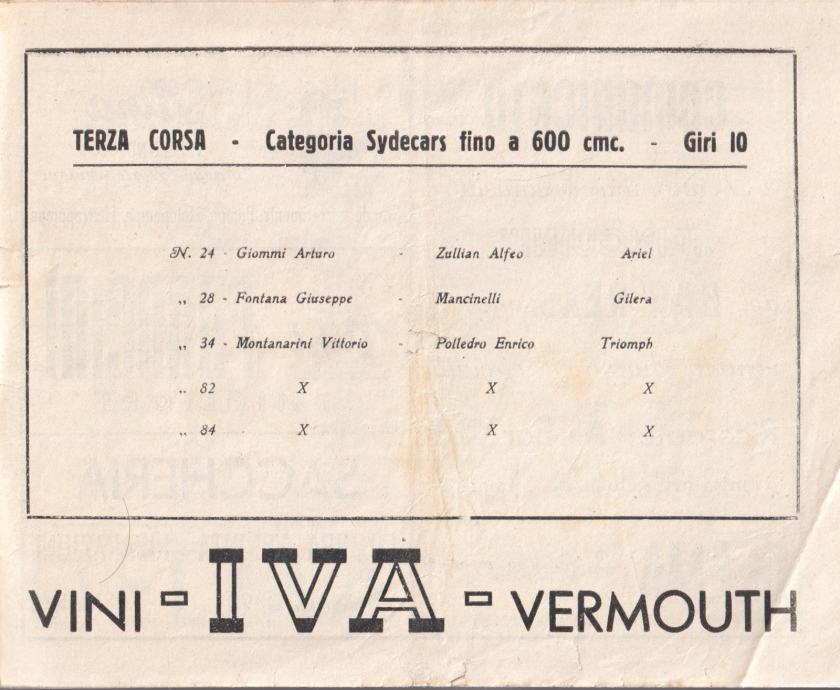 TERZA CORSA - Categoria Sydecars fino a 600 cmc. - Giri 10
N. 24 - Giommi Arturo - Zullian Alfeo Ariel
„ 28 - Fontana Giuseppe - Mancinelli Gilera
„ 34 - Montanarini Vittorio - Polledro Enrico Triomph
„ 82 X X X
„ 84 X X X
VINI - IVA - VERMOUTH